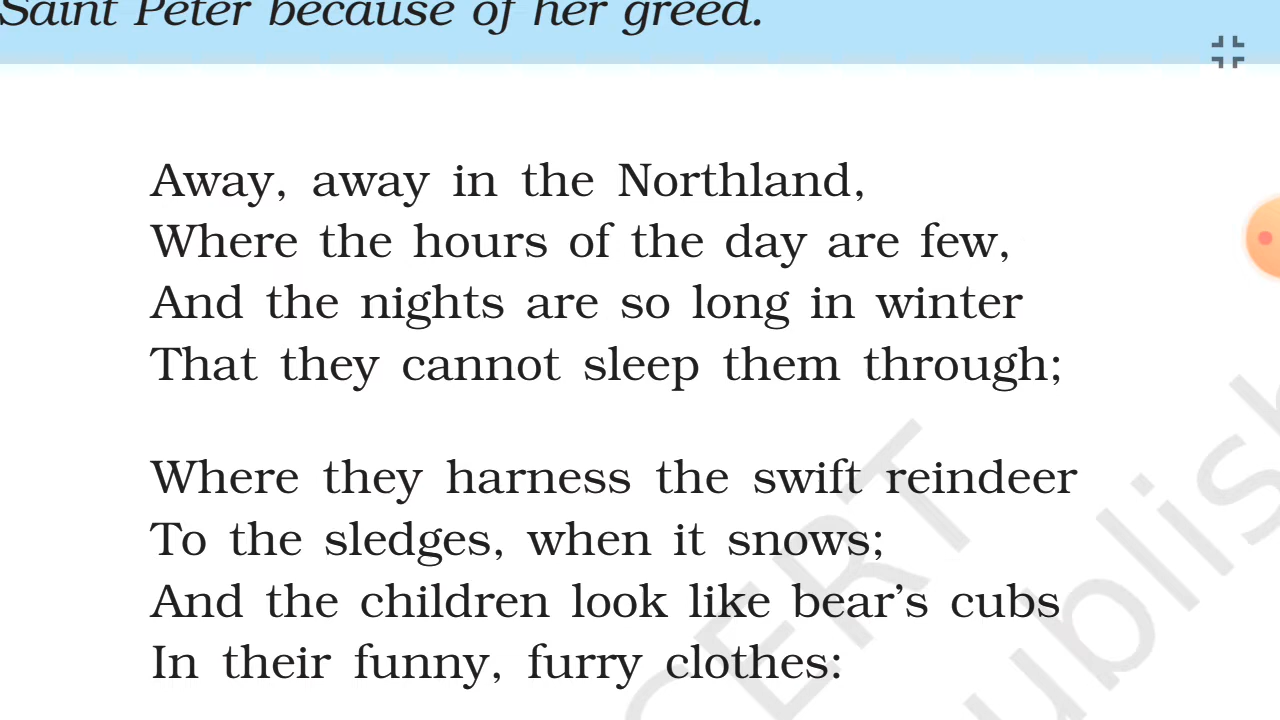 Saint Peter because of her greed.
Away, away in the Northland,
Where the hours of the day are few,
And the nights are so long in winter
That they cannot sleep them through;
Where they harness the swift reindeer
To the sledges, when it snows;
And the children look like bear’s cubs
In their funny, furry clothes: